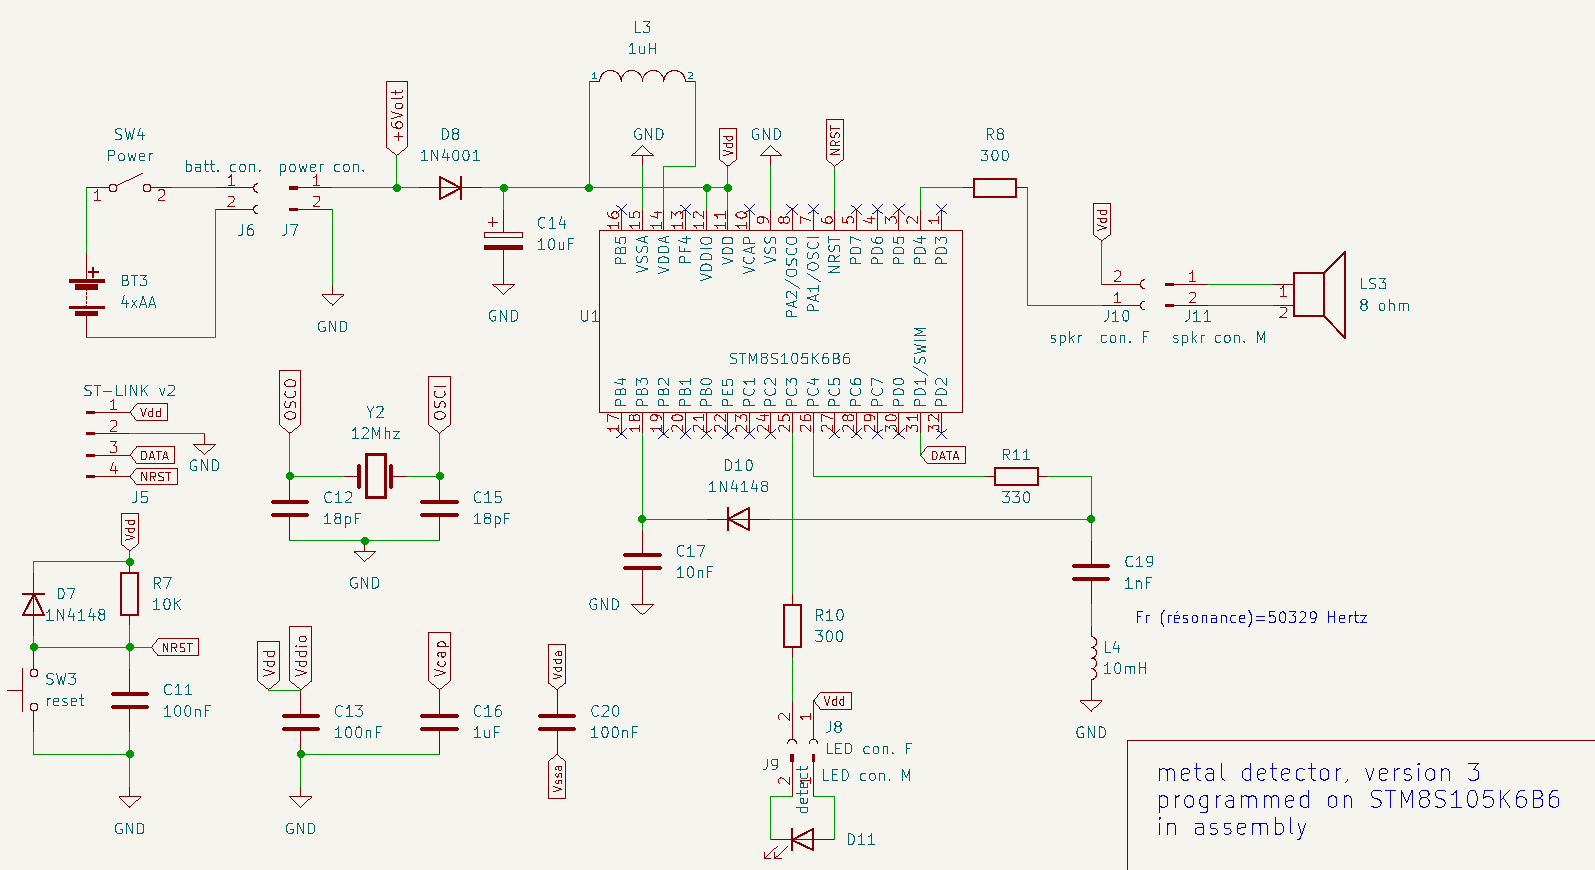 L3
1uH
1
2
SW4
Power
1
2
batt. con.
1
2
J6
power con.
1
2
J7
+6Volt
D8
1N4001
GND
Vdd
GND
NRST
R8
300
BT3
4xAA
+
GND
+
C14
10uF
GND
16
15
14
13
12
11
10
9
8
7
6
5
4
3
2
1
PB5
VSSA
VDDA
PF4
VDDIO
VDD
VCAP
VSS
PA2/OSCO
PA1/OSCI
NRST
PD7
PD6
PD5
PD4
PD3
U1
STM8S105K6B6
PB4
PB3
PB2
PB1
PB0
PE5
PC1
PC2
PC3
PC4
PC5
PC6
PC7
PD0
PD1/SWIM
PD2
17
18
19
20
21
22
23
24
25
26
27
28
29
30
31
32
Vdd
2
1
J10
spkr con. F
1
2
J11
spkr con. M
1
2
LS3
8 ohm
ST-LINK v2
1
Vdd
2
GND
3
DATA
4
NRST
J5
OSCO
OSCI
Y2
12Mhz
C12
18pF
C15
18pF
GND
DATA
D10
1N4148
R11
330
C17
10nF
GND
C19
1nF
Fr (résonance)=50329 Hertz
L4
10mH
GND
Vdd
D7
1N4148
R7
10K
NRST
SW3
reset
C11
100nF
GND
Vdd
Vddio
C13
100nF
GND
Vcap
C16
1uF
Vdda
C20
100nF
Vssa
R10
300
Vdd
2
1
J8
LED con. F
J9
LED con. M
2
1
detect
D11
metal detector, version 3
programmed on STM8S105K6B6
in assembly